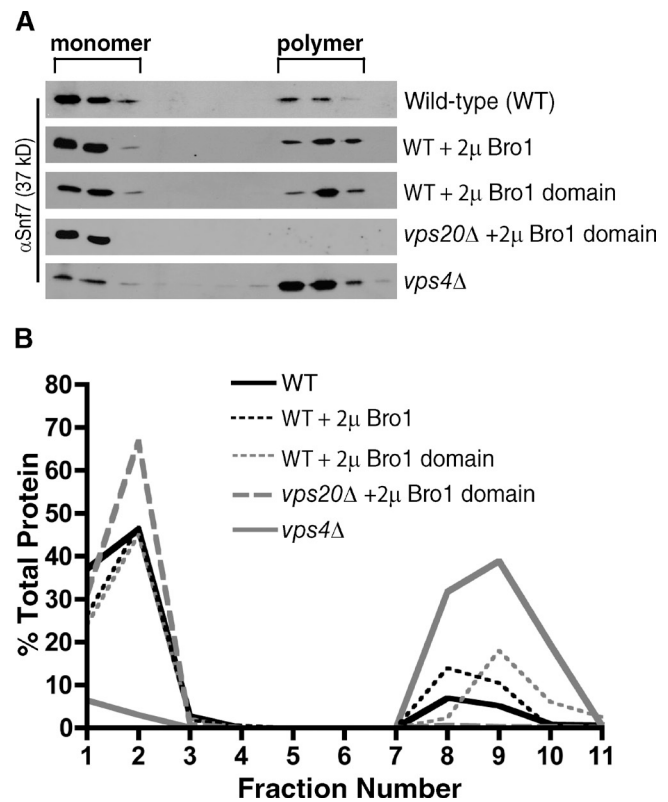 A
monomer
polymer
αSnf7 (37 kD)
Wild-type (WT)
WT + 2μ Bro1
WT + 2μ Bro1 domain
vps20Δ +2μ Bro1 domain
vps4Δ
B
% Total Protein
80
70
60
50
40
30
20
10
0
WT
WT + 2μ Bro1
WT + 2μ Bro1 domain
vps20Δ +2μ Bro1 domain
vps4Δ
1 2 3 4 5 6 7 8 9 10 11
Fraction Number